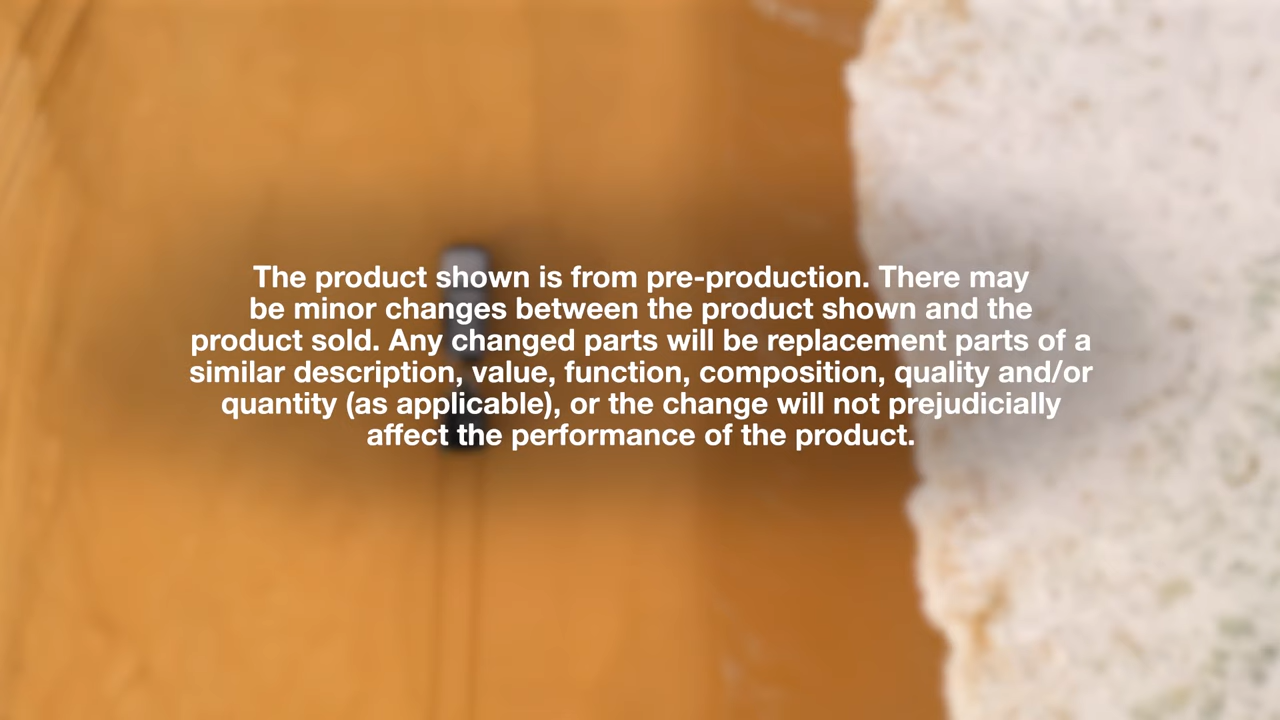 The product shown is from pre-production. There may
be minor changes between the product shown and the
product sold. Any changed parts will be replacement parts of a
similar description, value, function, composition, quality and/or
quantity (as applicable), or the change will not prejudicially
affect the performance of the product.